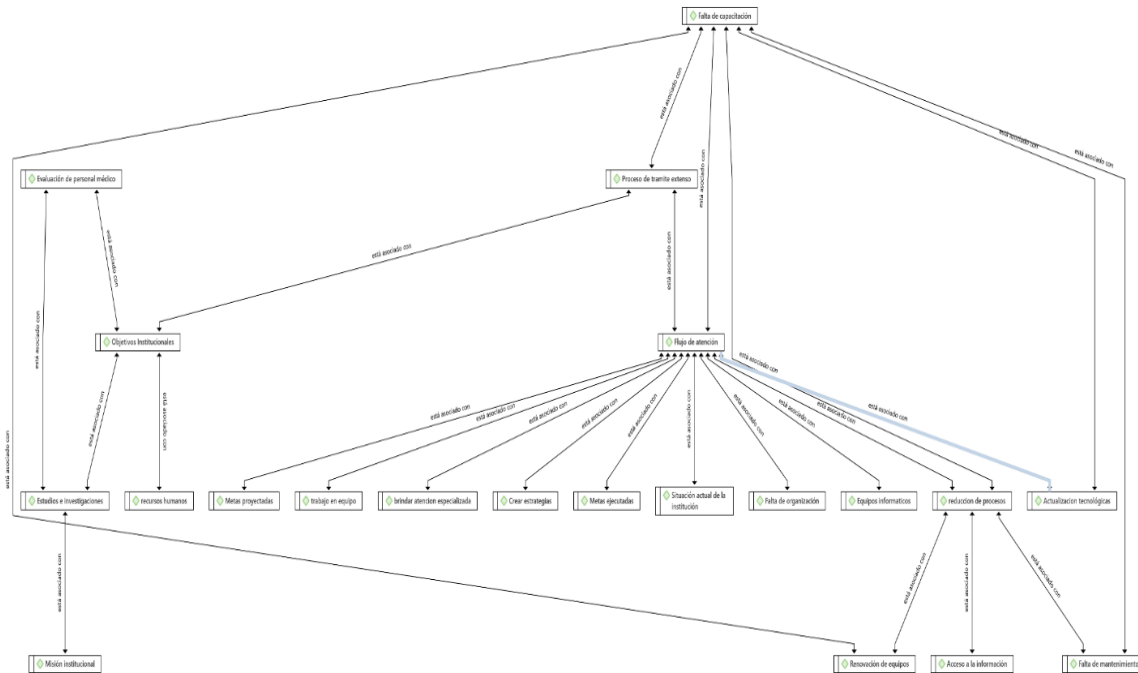 Falta de capacitación
está asociado con
está asociado con
está asociado con
Evaluación de personal médico
Proceso de tramite extenso
está asociado con
está asociado con
está asociado con
está asociado con
está asociado con
Objetivos Institucionales
Flujo de atención
está asociado con
está asociado con
está asociado con
está asociado con
está asociado con
está asociado con
está asociado con
está asociado con
está asociado con
está asociado con
está asociado con
está asociado con
está asociado con
está asociado con
Estudios e investigaciones
recursos humanos
Metas proyectadas
trabajo en equipo
brindar atencion especializada
Crear estrategias
Metas ejecutadas
Situación actual de la
institución
Falta de organización
Equipos informaticos
reduccion de procesos
Actualizacion tecnológicas
está asociado con
está asociado con
está asociado con
está asociado con
Misión institucional
Renovación de equipos
Acceso a la información
Falta de mantenimiento